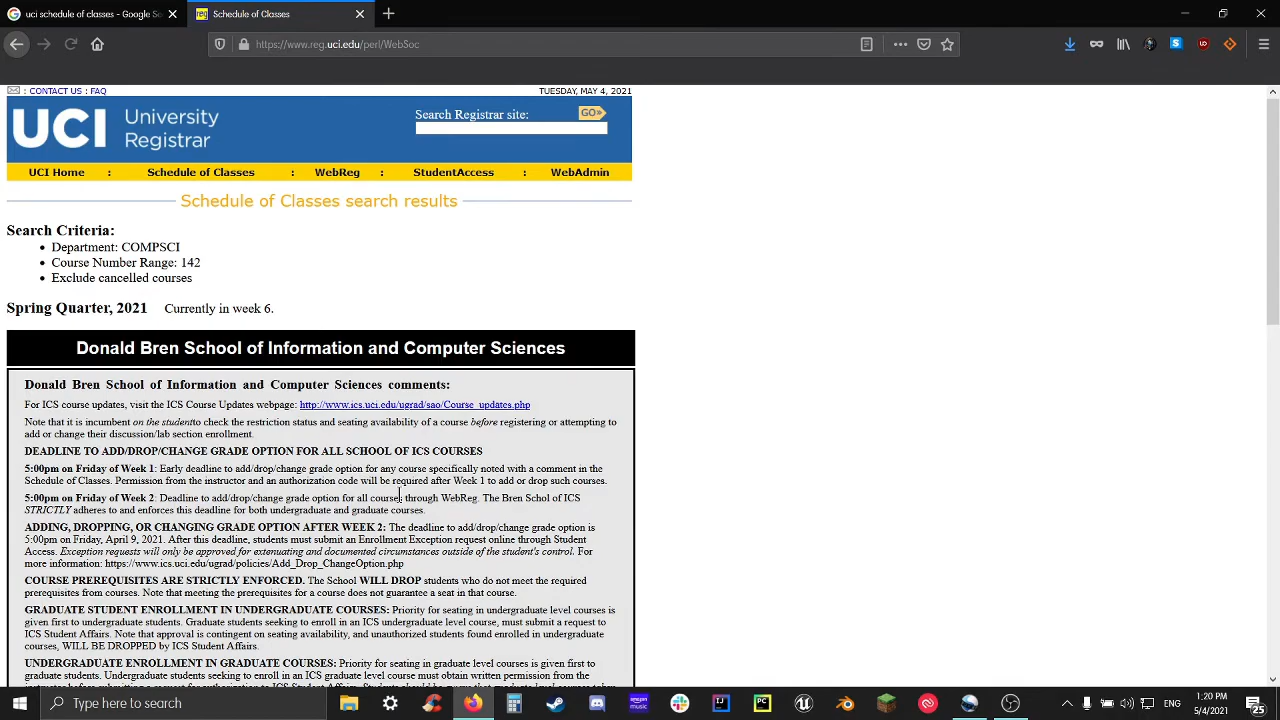 uci schedule of classes - Google Se
Schedule of Classes
https://www.reg.uci.edu/perl/WebSoc
: CONTACT US : FAQ
TUESDAY, MAY 4, 2021
UCI University Registrar
Search Registrar site:
GO»
UCI Home : Schedule of Classes : WebReg : StudentAccess : WebAdmin
Schedule of Classes search results
Search Criteria:
• Department: COMPSCI
• Course Number Range: 142
• Exclude cancelled courses
Spring Quarter, 2021 Currently in week 6.
Donald Bren School of Information and Computer Sciences
Donald Bren School of Information and Computer Sciences comments:
For ICS course updates, visit the ICS Course Updates webpage: http://www.ics.uci.edu/ugrad/sao/Course_updates.php
Note that it is incumbent on the studentto check the restriction status and seating availability of a course before registering or attempting to
add or change their discussion/lab section enrollment.
DEADLINE TO ADD/DROP/CHANGE GRADE OPTION FOR ALL SCHOOL OF ICS COURSES
5:00pm on Friday of Week 1: Early deadline to add/drop/change grade option for any course specifically noted with a comment in the
Schedule of Classes. Permission from the instructor and an authorization code will be required after Week 1 to add or drop such courses.
5:00pm on Friday of Week 2: Deadline to add/drop/change grade option for all courses through WebReg. The Bren Schol of ICS
STRICTLY adheres to and enforces this deadline for both undergraduate and graduate courses.
ADDING, DROPPING, OR CHANGING GRADE OPTION AFTER WEEK 2: The deadline to add/drop/change grade option is
5:00pm on Friday, April 9, 2021. After this deadline, students must submit an Enrollment Exception request online through Student
Access. Exception requests will only be approved for extenuating and documented circumstances outside of the student's control. For
more information: https://www.ics.uci.edu/ugrad/policies/Add_Drop_ChangeOption.php
COURSE PREREQUISITES ARE STRICTLY ENFORCED. The School WILL DROP students who do not meet the required
prerequisites from courses. Note that meeting the prerequisites for a course does not guarantee a seat in that course.
GRADUATE STUDENT ENROLLMENT IN UNDERGRADUATE COURSES: Priority for seating in undergraduate level courses is
given first to undergraduate students. Graduate students seeking to enroll in an ICS undergraduate level course, must submit a request to
ICS Student Affairs. Note that approval is contingent on seating availability, and unauthorized students found enrolled in undergraduate
courses, WILL BE DROPPED by ICS Student Affairs.
UNDERGRADUATE ENROLLMENT IN GRADUATE COURSES: Priority for seating in graduate level courses is given first to
graduate students. Undergraduate students seeking to enroll in an ICS graduate level course must obtain written permission from the
Type here to search
ENG
1:20 PM
5/4/2021
25